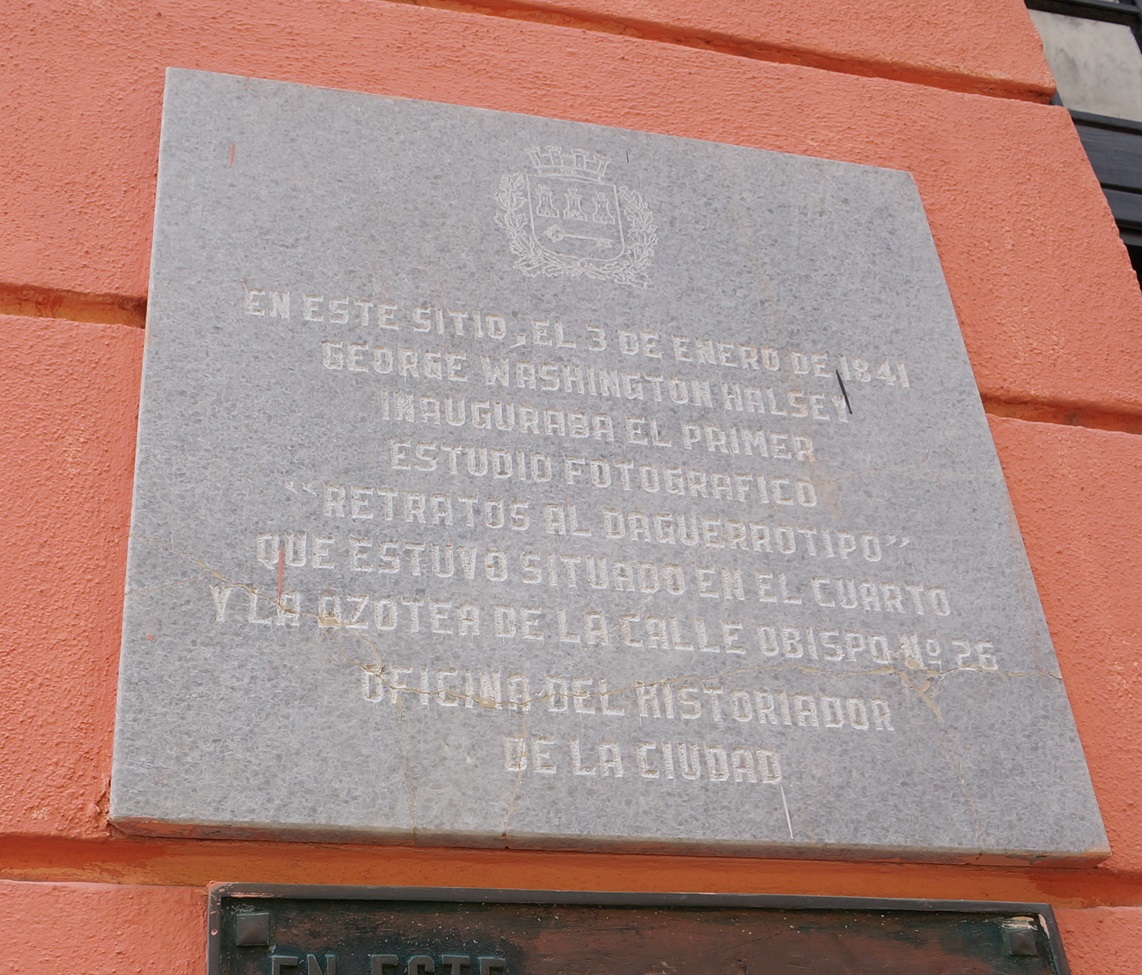 EN ESTE SITIO, EL 3 DE ENERO DE 1841
GEORGE WASHINGTON HALSEY
INAUGURABA EL PRIMER
ESTUDIO FOTOGRAFICO
“RETRATOS AL DAGUERROTIPO”
QUE ESTUVO SITUADO EN EL CUARTO
Y LA AZOTEA DE LA CALLE OBISPO Nº 26
OFICINA DEL HISTORIADOR
DE LA CIUDAD
EN ESTE